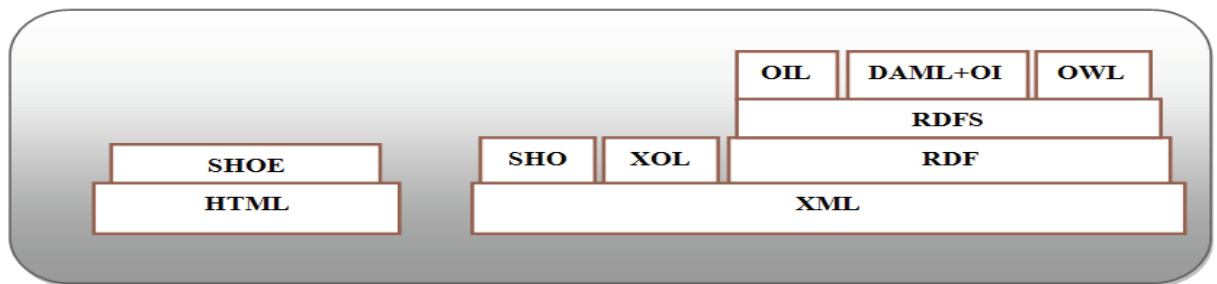 OIL
DAML+OI
OWL
RDFS
SHOE
SHO
XOL
RDF
HTML
XML